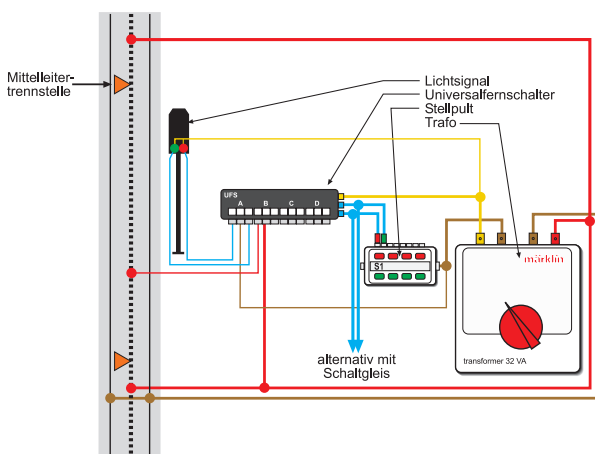 Mittelleiter-
trennstelle
Lichtsignal
Universalfernschalter
Stellpult
Trafo
UFS
A B C D
S1
märklin
transformer 32 VA
alternativ mit
Schaltgleis